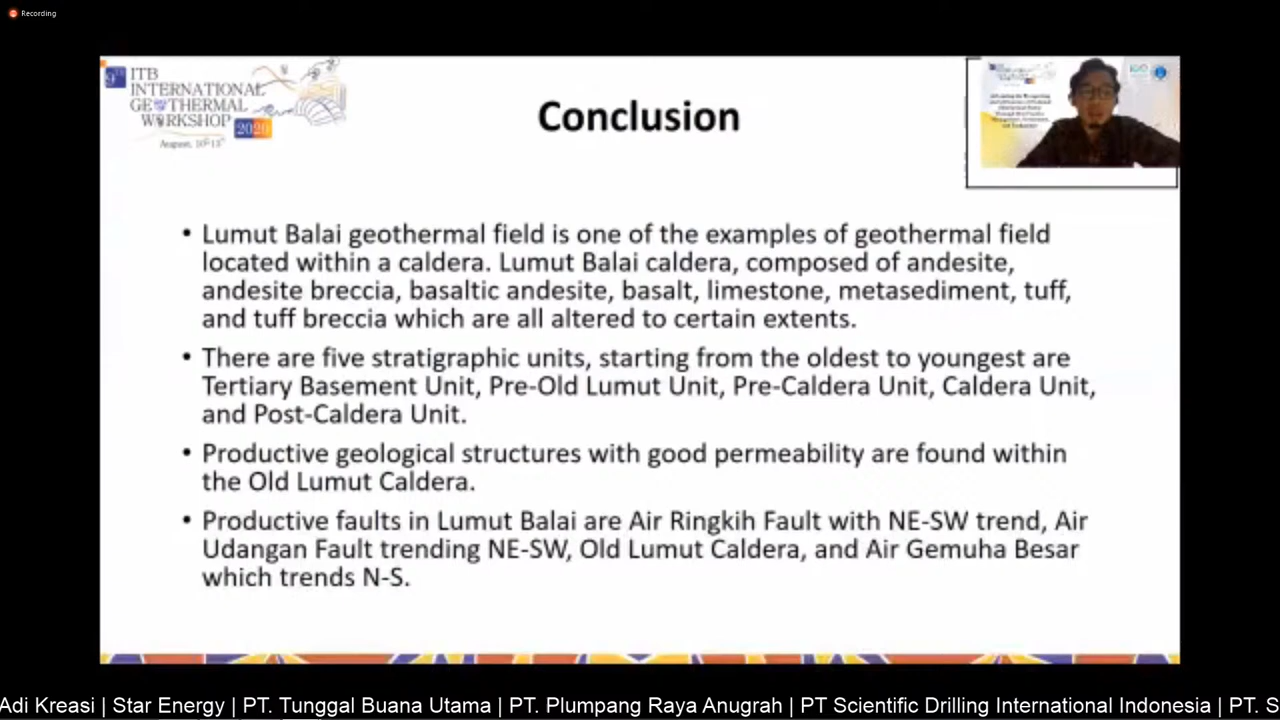 Recording
9TH ITB
INTERNATIONAL
GEOTHERMAL
WORKSHOP
2020
August, 10th-13th
Conclusion
• Lumut Balai geothermal field is one of the examples of geothermal field
located within a caldera. Lumut Balai caldera, composed of andesite,
andesite breccia, basaltic andesite, basalt, limestone, metasediment, tuff,
and tuff breccia which are all altered to certain extents.
• There are five stratigraphic units, starting from the oldest to youngest are
Tertiary Basement Unit, Pre-Old Lumut Unit, Pre-Caldera Unit, Caldera Unit,
and Post-Caldera Unit.
• Productive geological structures with good permeability are found within
the Old Lumut Caldera.
• Productive faults in Lumut Balai are Air Ringkih Fault with NE-SW trend, Air
Udangan Fault trending NE-SW, Old Lumut Caldera, and Air Gemuha Besar
which trends N-S.
Adi Kreasi | Star Energy | PT. Tunggal Buana Utama | PT. Plumpang Raya Anugrah | PT Scientific Drilling International Indonesia | PT. S